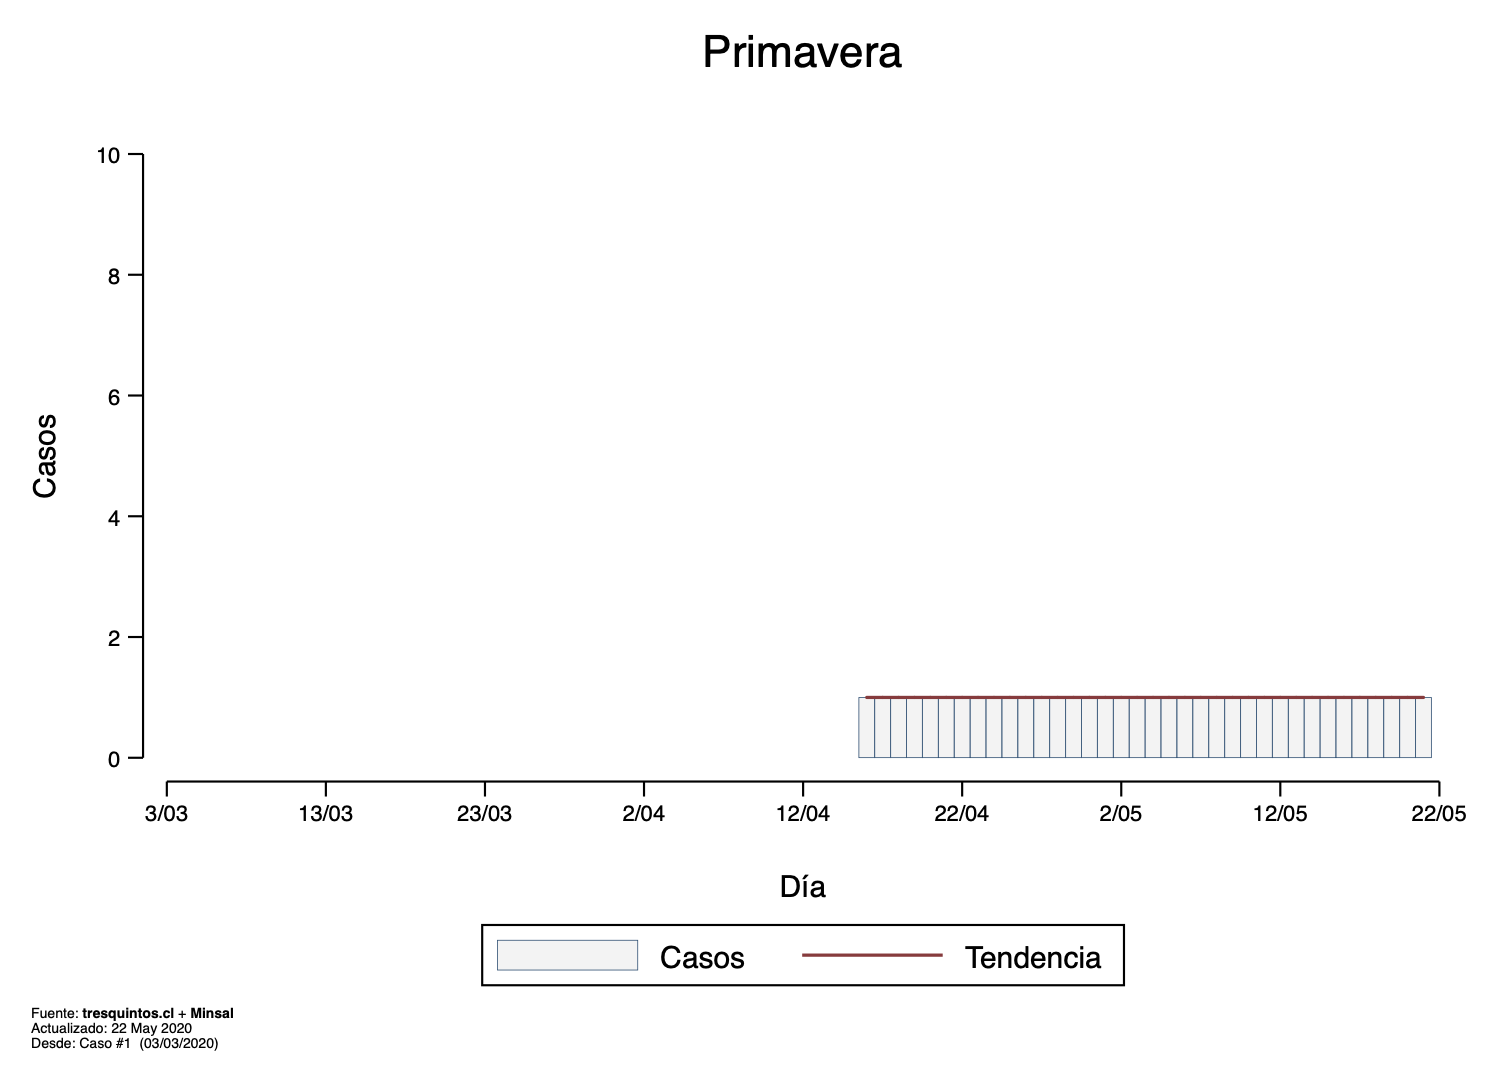 Primavera
10
8
6
4
2
0
Casos
3/03 13/03 23/03 2/04 12/04 22/04 2/05 12/05 22/05
Día
Casos Tendencia
Fuente: tresquintos.cl + Minsal
Actualizado: 22 May 2020
Desde: Caso #1 (03/03/2020)